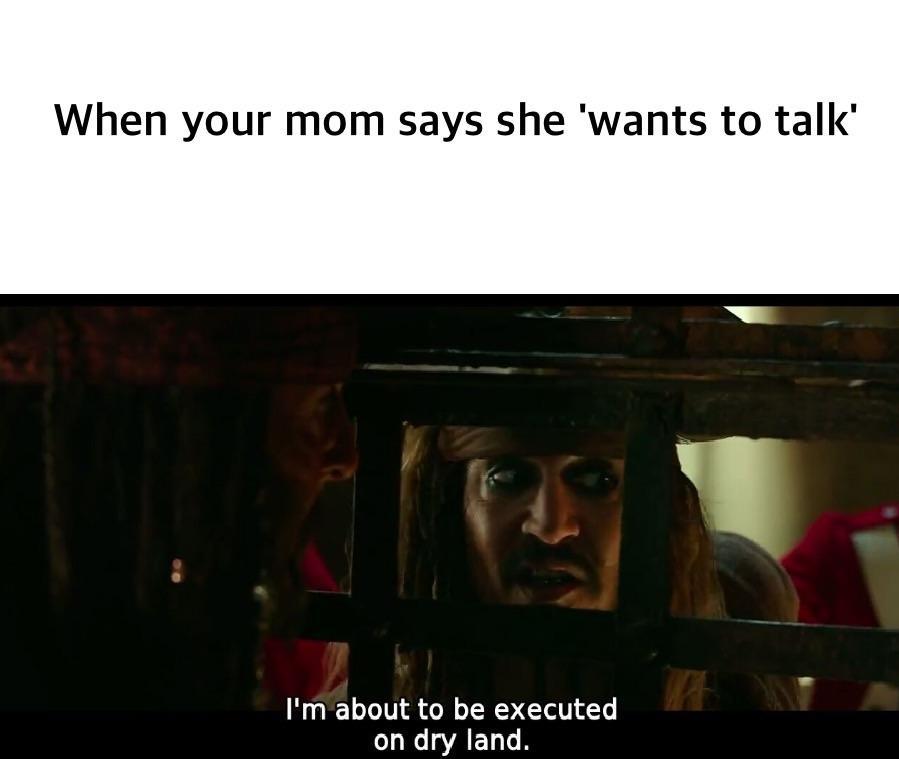 When your mom says she 'wants to talk'
I'm about to be executed
on dry land.